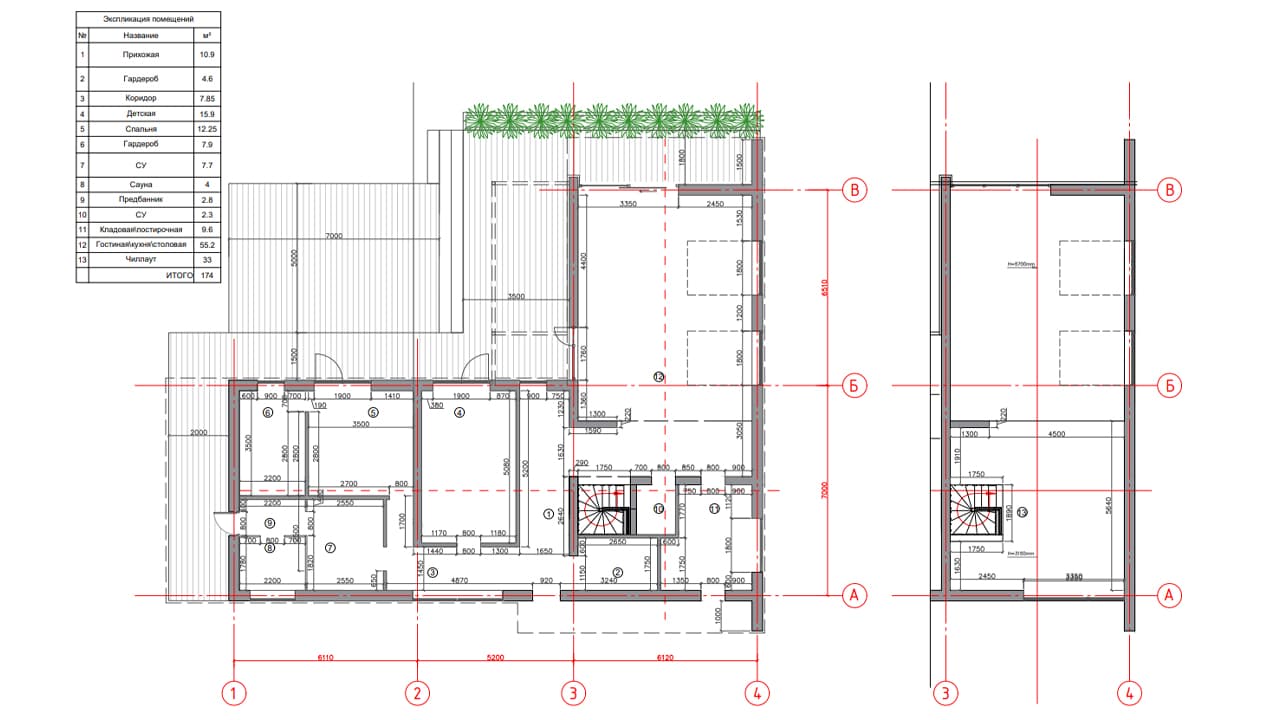 Экспликация помещений
№ Название м²
1 Прихожая 10.9
2 Гардероб 4.6
3 Коридор 7.85
4 Детская 15.9
5 Спальня 12.25
6 Гардероб 7.9
7 СУ 7.7
8 Сауна 4
9 Предбанник 2.8
10 СУ 2.3
11 Кладовая\постирочная 9.6
12 Гостиная\кухня\столовая 55.2
13 Чиллаут 33
ИТОГО 174
1800 1500
В В
3350 2450
1530
7000
5000
4400
1800
3500
6510
1200
1500
1760
1800
12
Б Б
600 900 700 1900 1410 1900 870 900 750
190 380
6 5 4
1360
1230
1300 220
1590
3050
3500
2000
3500 2800 2800
5080 5200 1630
290
1750 700 800 850 800 900
2200 2700 800
7000
2200 2550
1700
1 2640
10 11
750 600 900
1120
1770
9
800 800
700 800 700
8 7
1170 800 1180
1440 800 1300 1650
2650 600
1800
1820
1450
3
2 1750 1750
1150
2200 2550 650 4870 920 3240 1350 800 900
А А
1000
6110 5200 6120
1 2 3 4
H=6700mm
220
1300 4500
1910
1750
1890 13
5640
1750
H=3160mm
1630
2450 3350
3 4